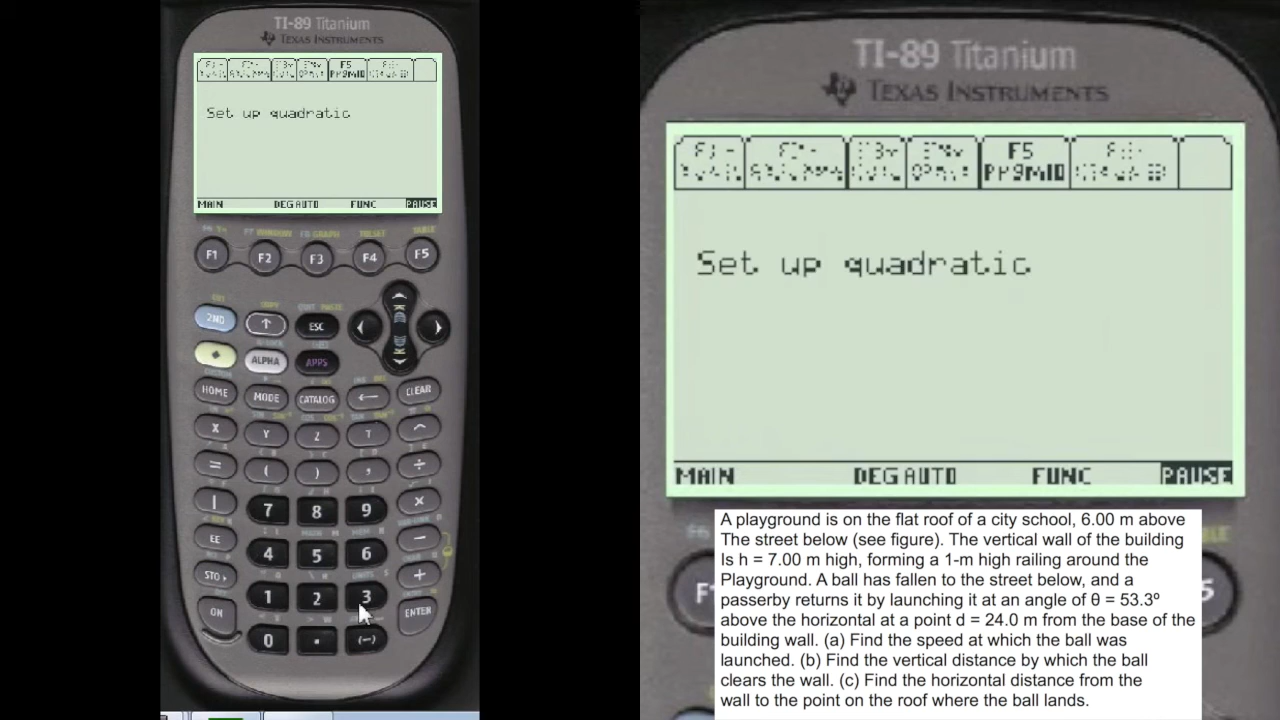 TI-89 Titanium
TEXAS INSTRUMENTS
F5
PrgmIO
Set up quadratic
MAIN DEG AUTO FUNC PAUSE
F1 F2 F3 F4 F5
2ND ↑ ESC
ALPHA APPS
HOME MODE CATALOG ← CLEAR
X Y Z T ^
= ( ) , ÷
| 7 8 9 ×
EE 4 5 6 −
STO▸ 1 2 3 +
ON 0 . (−) ENTER
TI-89 Titanium
TEXAS INSTRUMENTS
F5
PrgmIO
Set up quadratic
MAIN DEG AUTO FUNC PAUSE
A playground is on the flat roof of a city school, 6.00 m above
The street below (see figure). The vertical wall of the building
Is h = 7.00 m high, forming a 1-m high railing around the
Playground. A ball has fallen to the street below, and a
passerby returns it by launching it at an angle of θ = 53.3º
above the horizontal at a point d = 24.0 m from the base of the
building wall. (a) Find the speed at which the ball was
launched. (b) Find the vertical distance by which the ball
clears the wall. (c) Find the horizontal distance from the
wall to the point on the roof where the ball lands.